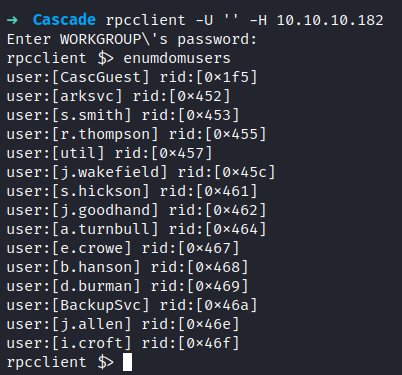 ➜ Cascade rpcclient -U '' -H 10.10.10.182
Enter WORKGROUP\'s password:
rpcclient $> enumdomusers
user:[CascGuest] rid:[0×1f5]
user:[arksvc] rid:[0×452]
user:[s.smith] rid:[0×453]
user:[r.thompson] rid:[0×455]
user:[util] rid:[0×457]
user:[j.wakefield] rid:[0×45c]
user:[s.hickson] rid:[0×461]
user:[j.goodhand] rid:[0×462]
user:[a.turnbull] rid:[0×464]
user:[e.crowe] rid:[0×467]
user:[b.hanson] rid:[0×468]
user:[d.burman] rid:[0×469]
user:[BackupSvc] rid:[0×46a]
user:[j.allen] rid:[0×46e]
user:[i.croft] rid:[0×46f]
rpcclient $>